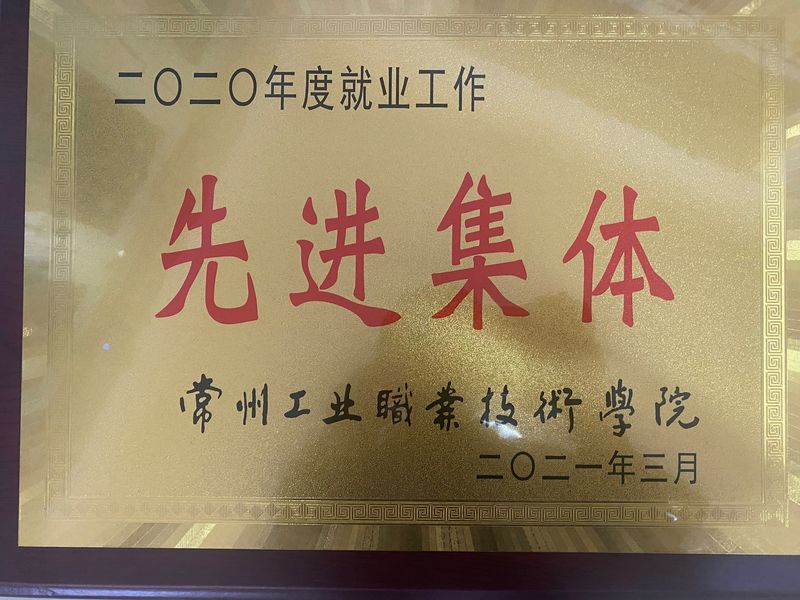 二〇二〇年度就业工作
先进集体
常州工业職業技術學院
二〇二一年三月